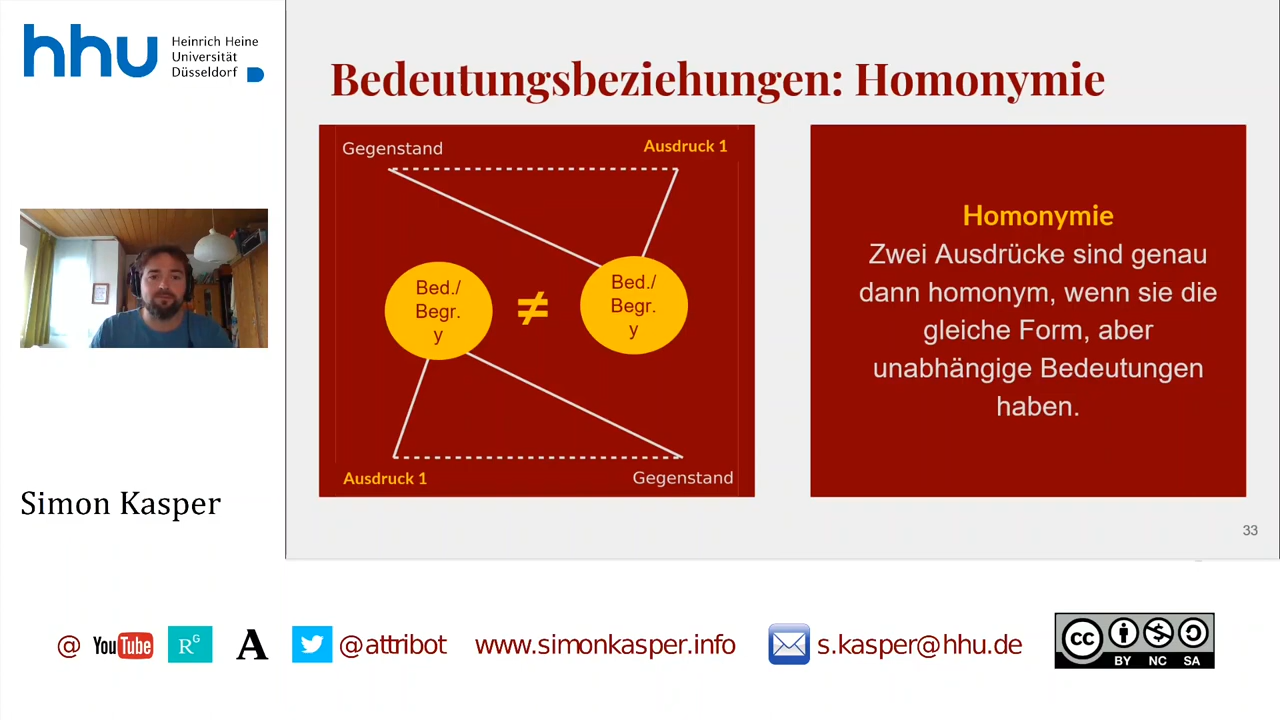 hhu
Heinrich Heine
Universität
Düsseldorf
Simon Kasper
Bedeutungsbeziehungen: Homonymie
Gegenstand
Ausdruck 1
Bed./
Begr.
y
≠
Bed./
Begr.
y
Ausdruck 1
Gegenstand
Homonymie
Zwei Ausdrücke sind genau
dann homonym, wenn sie die
gleiche Form, aber
unabhängige Bedeutungen
haben.
33
@ YouTube RG A @attribot www.simonkasper.info s.kasper@hhu.de
cc BY NC SA